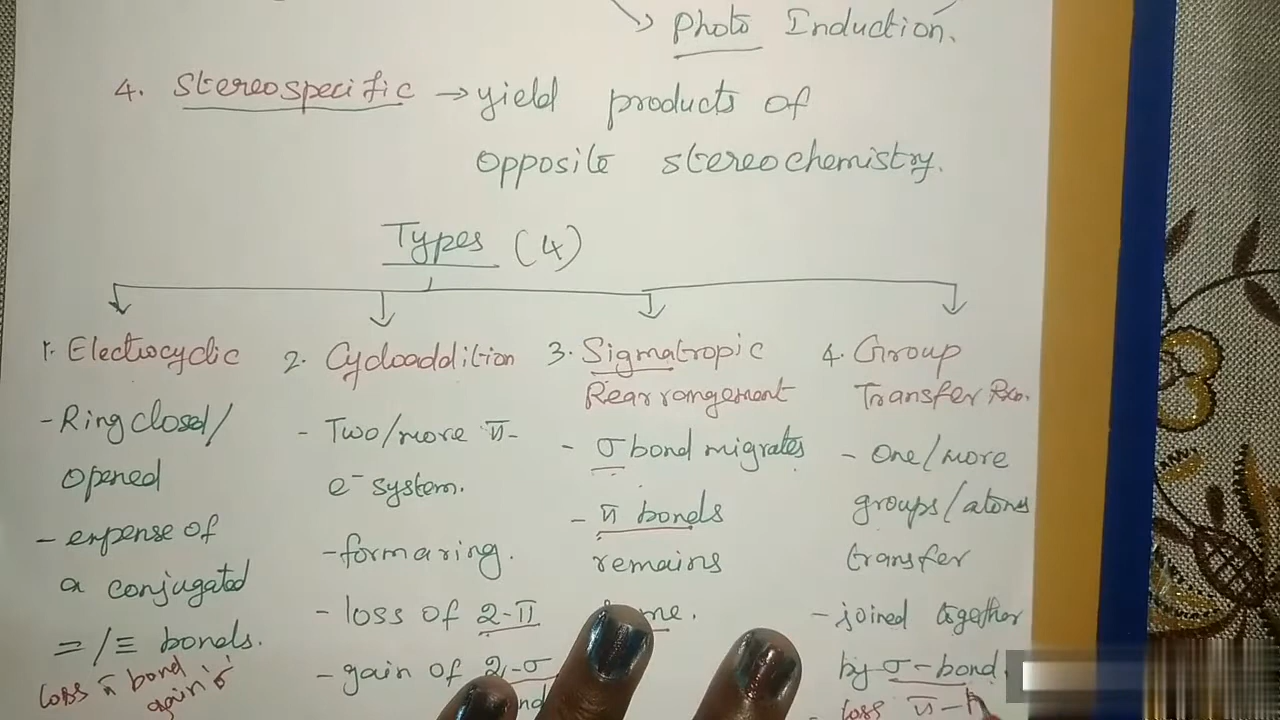 ↘ photo Induction.
4. Stereospecific → yield products of
opposite stereochemistry.
Types (4)
1. Electrocyclic
- Ring closed/
opened
- expense of
a conjugated
= / ≡ bonds.
loss π bond
gain σ
2. Cycloaddition
- Two/more π-
e⁻ system.
- form a ring.
- loss of 2-π
- gain of 2-σ
3. Sigmatropic
Rearrangement
- σ bond migrates
- π bonds
remains
4. Group
Transfer Rxn.
- one/more
groups/atoms
transfer
- joined together
by σ-bond
- loss π-